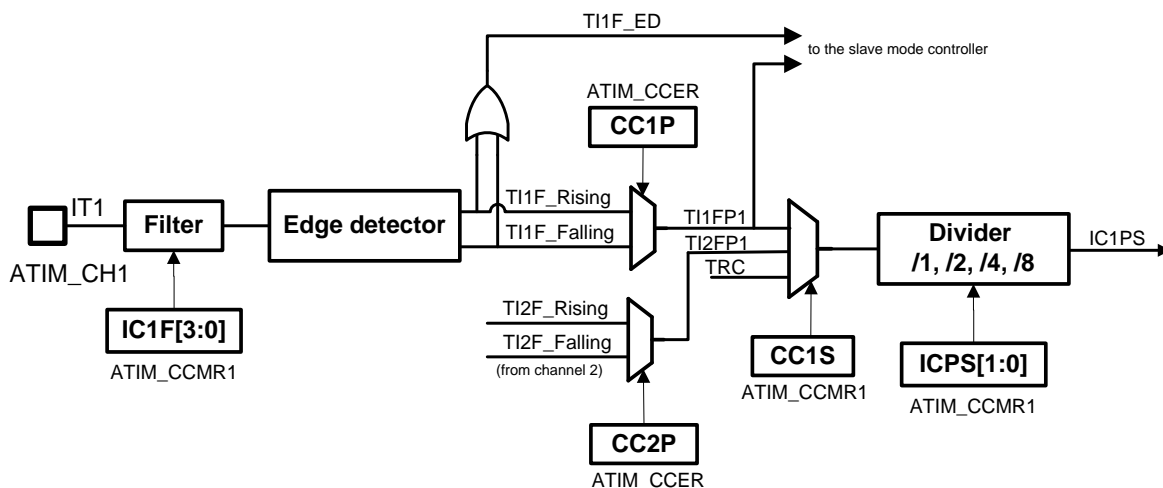 TI1F_ED
to the slave mode controller
ATIM_CCER
CC1P
IT1
Filter
Edge detector
TI1F_Rising
TI1F_Falling
TI1FP1
TI2FP1
TRC
Divider
/1, /2, /4, /8
IC1PS
ATIM_CH1
IC1F[3:0]
ATIM_CCMR1
TI2F_Rising
TI2F_Falling
(from channel 2)
CC1S
ATIM_CCMR1
ICPS[1:0]
ATIM_CCMR1
CC2P
ATIM_CCER